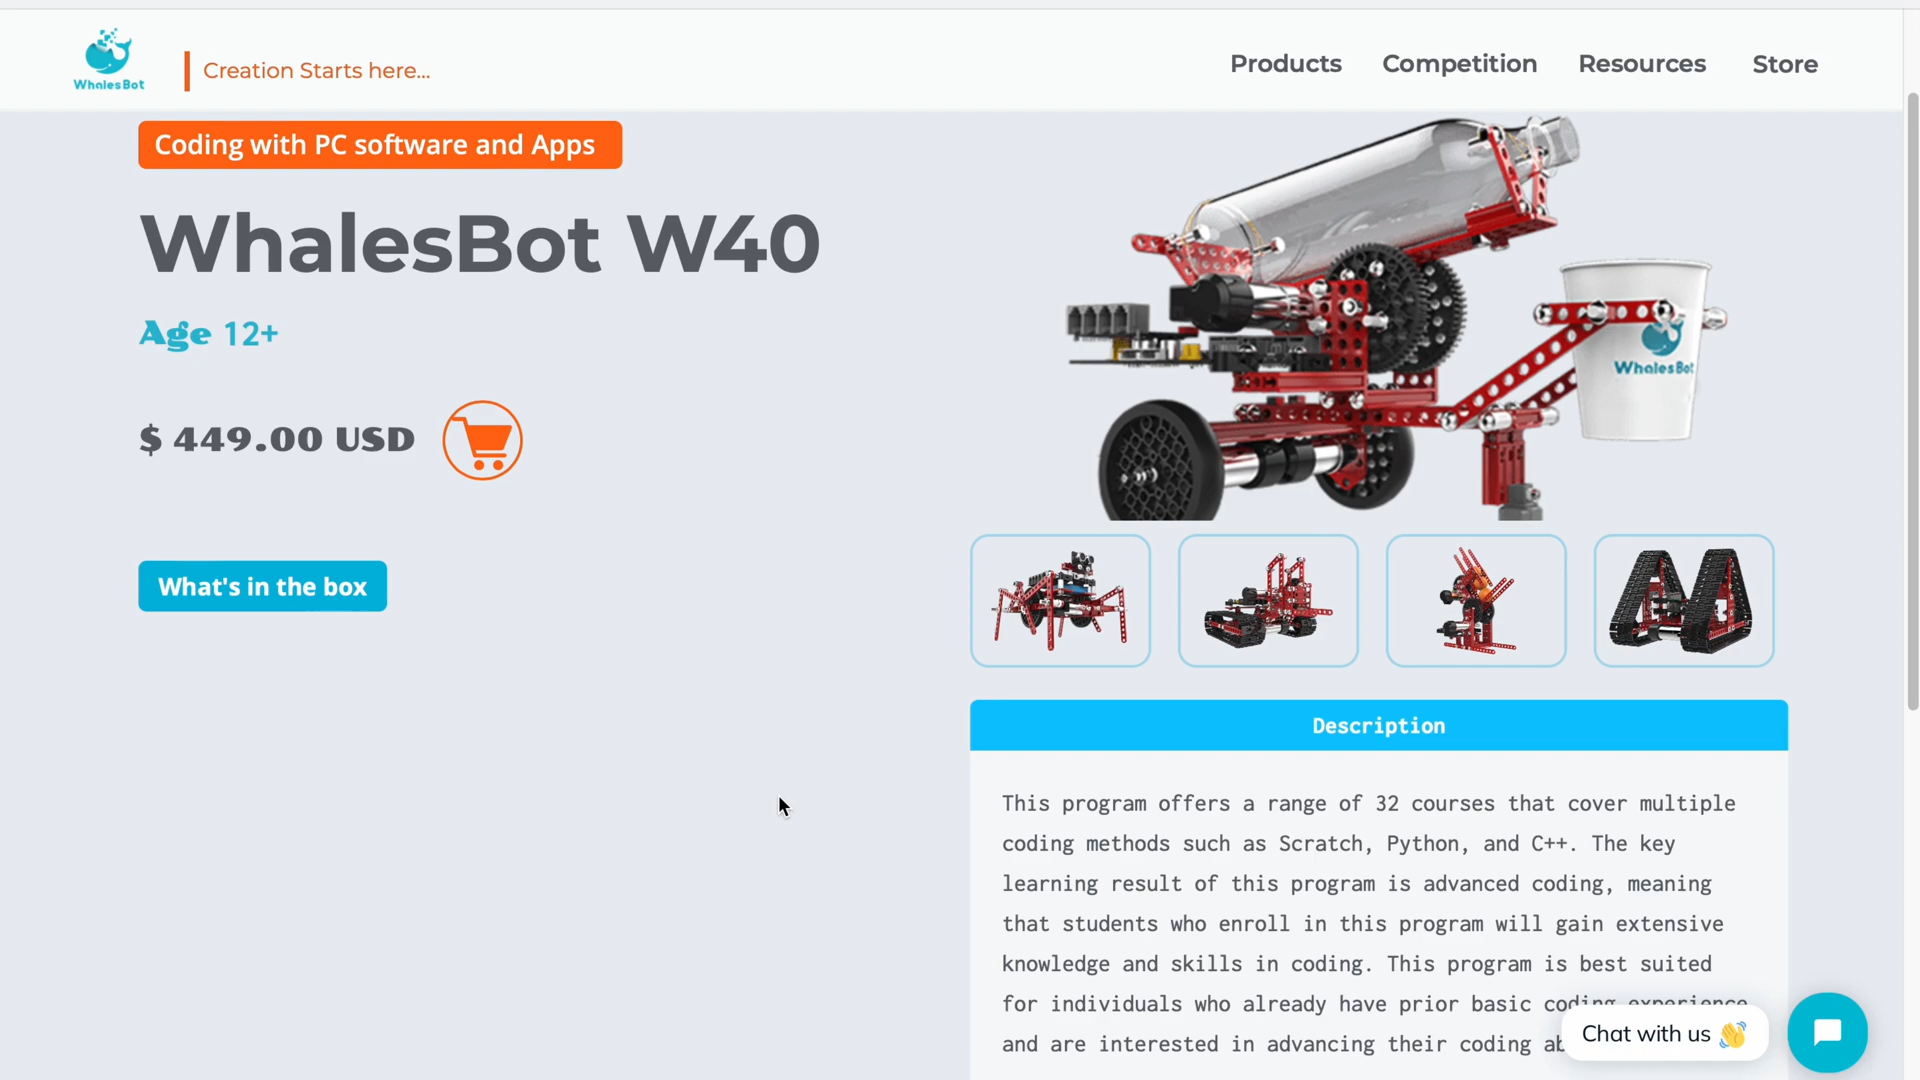 WhalesBot
Creation Starts here...
Products
Competition
Resources
Store
Coding with PC software and Apps
WhalesBot W40
Age 12+
$ 449.00 USD
What's in the box
WhalesBot
Description
This program offers a range of 32 courses that cover multiple
coding methods such as Scratch, Python, and C++. The key
learning result of this program is advanced coding, meaning
that students who enroll in this program will gain extensive
knowledge and skills in coding. This program is best suited
for individuals who already have prior basic coding experience
and are interested in advancing their coding
Chat with us 👋